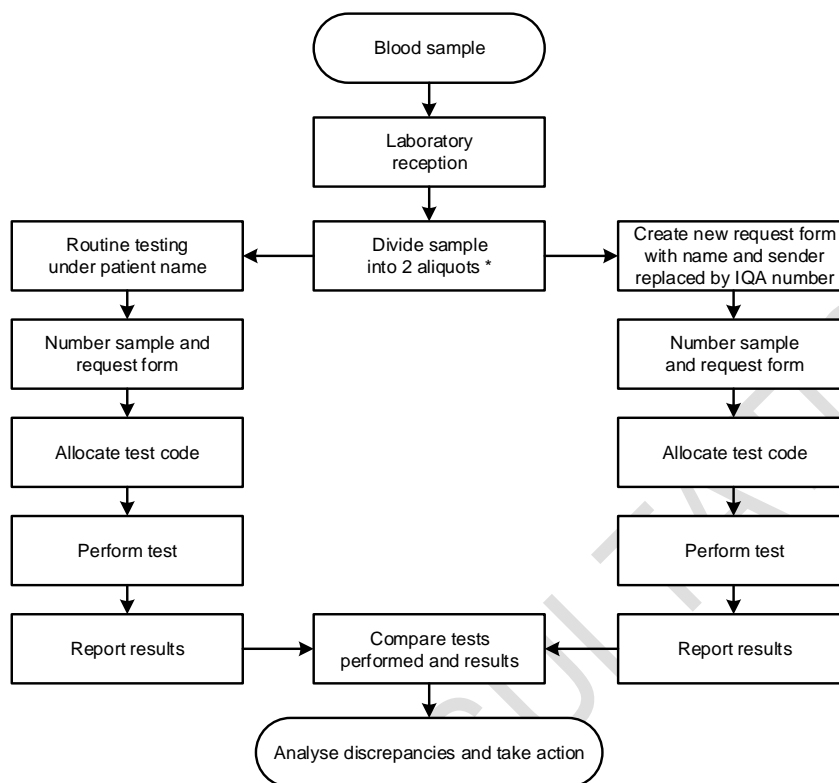 Blood sample
Laboratory
reception
Routine testing
under patient name
Divide sample
into 2 aliquots *
Create new request form
with name and sender
replaced by IQA number
Number sample and
request form
Number sample
and request form
Allocate test code
Allocate test code
Perform test
Perform test
Report results
Compare tests
performed and results
Report results
Analyse discrepancies and take action